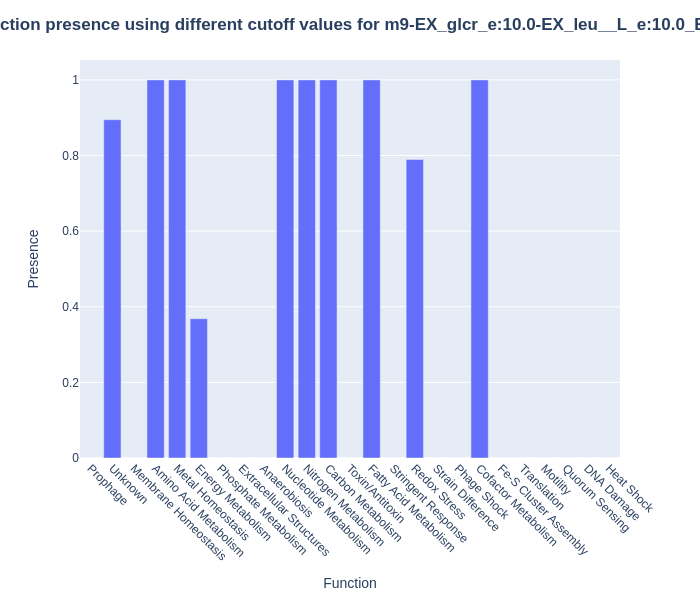 ction presence using different cutoff values for m9-EX_glcr_e:10.0-EX_leu__L_e:10.0_E
1
0.8
0.6
0.4
0.2
0
Presence
Prophage
Unknown
Membrane Homeostasis
Amino Acid Metabolism
Metal Homeostasis
Energy Metabolism
Phosphate Metabolism
Extracellular Structures
Anaerobiosis
Nucleotide Metabolism
Nitrogen Metabolism
Carbon Metabolism
Toxin/Antitoxin
Fatty Acid Metabolism
Stringent Response
Redox Stress
Strain Difference
Phage Shock
Cofactor Metabolism
Fe-S Cluster Assembly
Translation
Motility
Quorum Sensing
DNA Damage
Heat Shock
Function